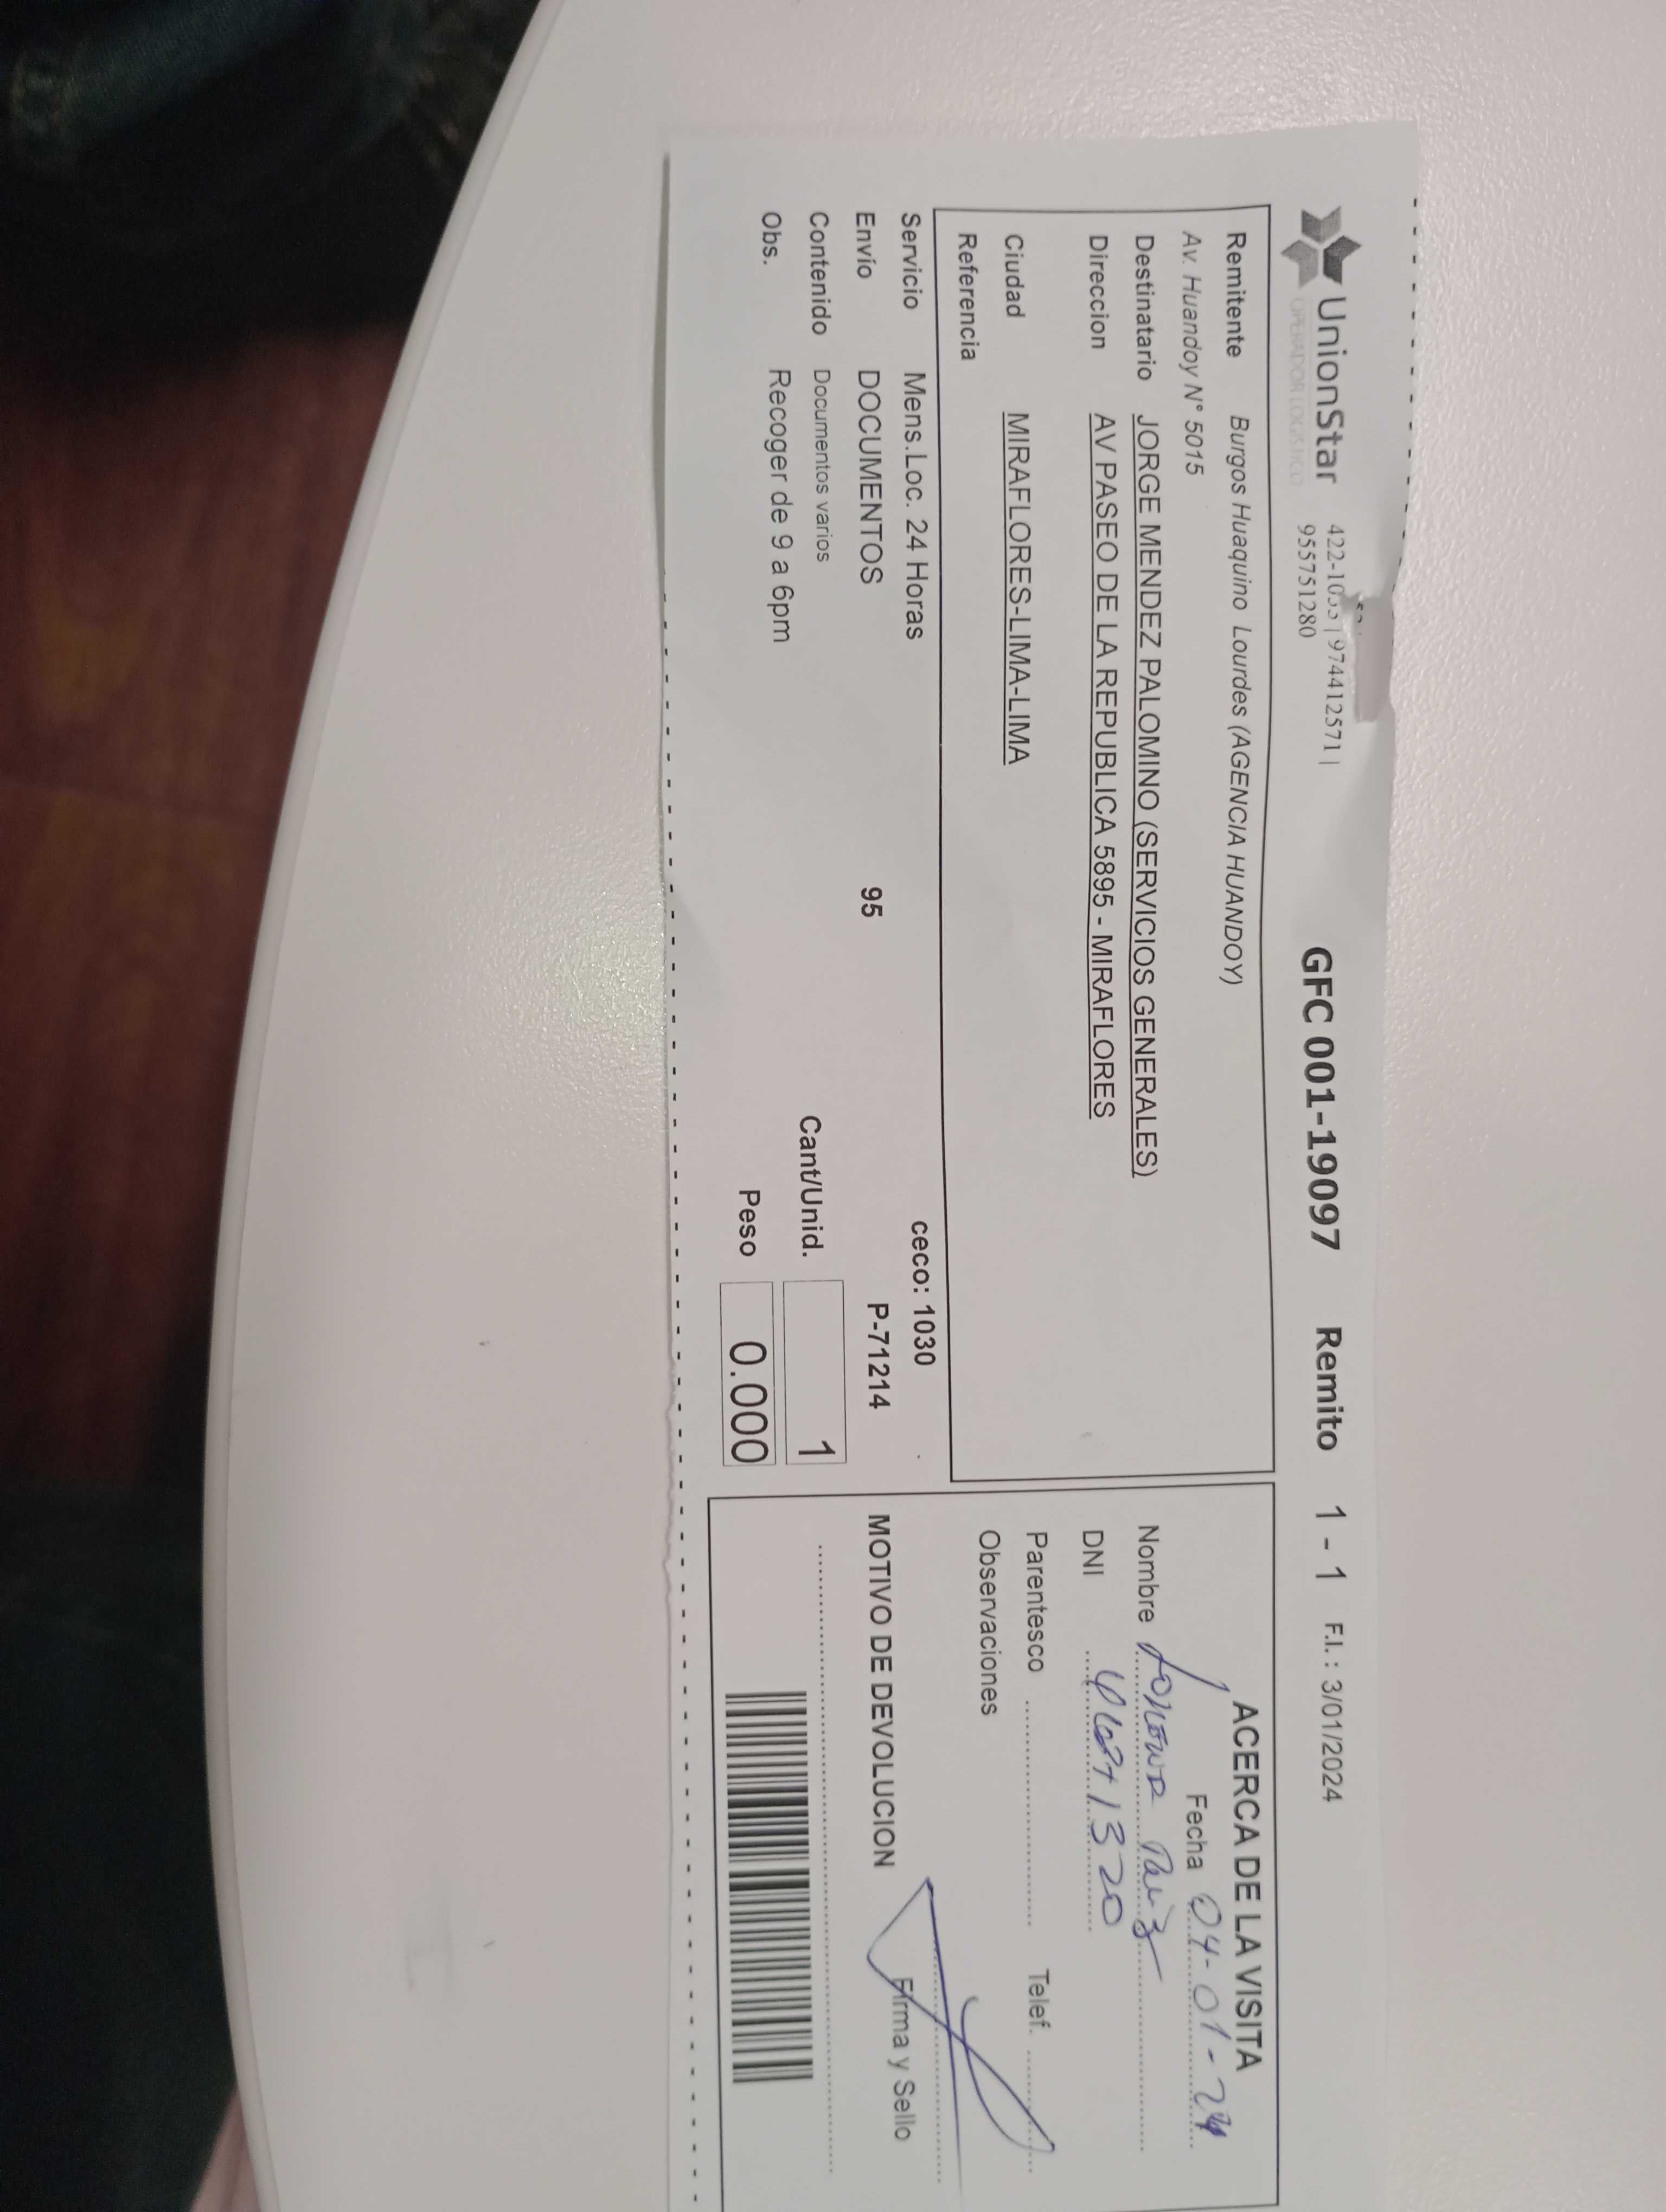 UnionStar
OPERADOR LOGISTICO
974412571 |
955751280
GFC 001-19097 Remito 1 - 1 F.I. : 3/01/2024
Remitente Burgos Huaquino Lourdes (AGENCIA HUANDOY)
Av. Huandoy N° 5015
Destinatario JORGE MENDEZ PALOMINO (SERVICIOS GENERALES)
Direccion AV PASEO DE LA REPUBLICA 5895 - MIRAFLORES
Ciudad MIRAFLORES-LIMA-LIMA
Referencia
Servicio Mens.Loc. 24 Horas ceco: 1030
Envío DOCUMENTOS 95 P-71214
Contenido Documentos varios Cant/Unid. 1
Obs. Recoger de 9 a 6pm Peso 0.000
ACERCA DE LA VISITA
Fecha 04-01-24
Nombre
DNI
Parentesco Telef.
Observaciones
Firma y Sello
MOTIVO DE DEVOLUCION